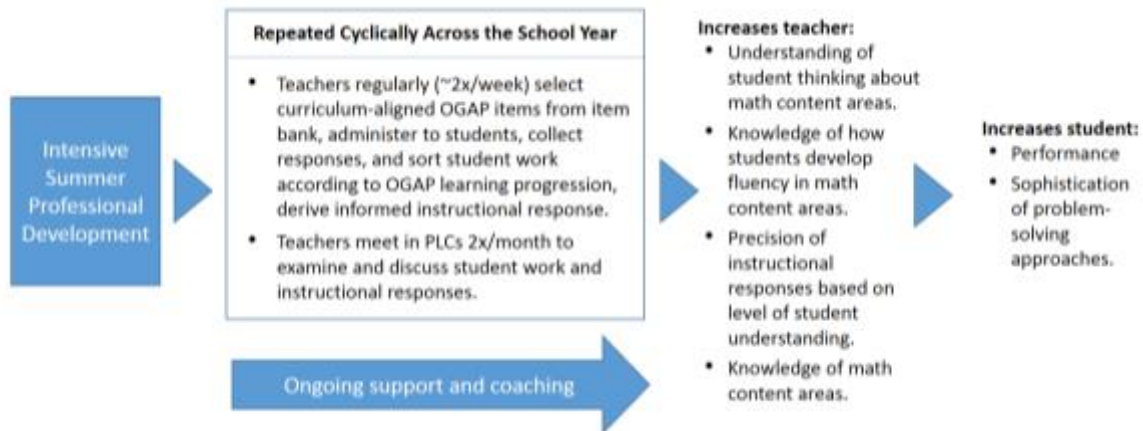 Intensive
Summer
Professional
Development
Repeated Cyclically Across the School Year
• Teachers regularly (~2x/week) select
curriculum-aligned OGAP items from item
bank, administer to students, collect
responses, and sort student work
according to OGAP learning progression,
derive informed instructional response.
• Teachers meet in PLCs 2x/month to
examine and discuss student work and
instructional responses.
Ongoing support and coaching
Increases teacher:
• Understanding of
student thinking about
math content areas.
• Knowledge of how
students develop
fluency in math
content areas.
• Precision of
instructional
responses based on
level of student
understanding.
• Knowledge of math
content areas.
Increases student:
• Performance
• Sophistication
of problem-
solving
approaches.